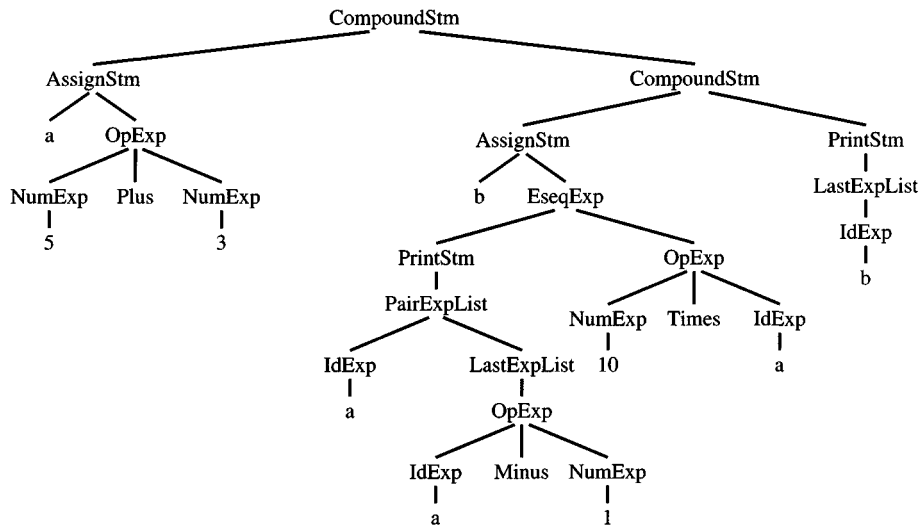 CompoundStm
AssignStm CompoundStm
a OpExp AssignStm PrintStm
NumExp Plus NumExp b EseqExp LastExpList
5 3 IdExp
PrintStm OpExp
b
PairExpList
NumExp Times IdExp
IdExp LastExpList 10 a
a OpExp
IdExp Minus NumExp
a 1